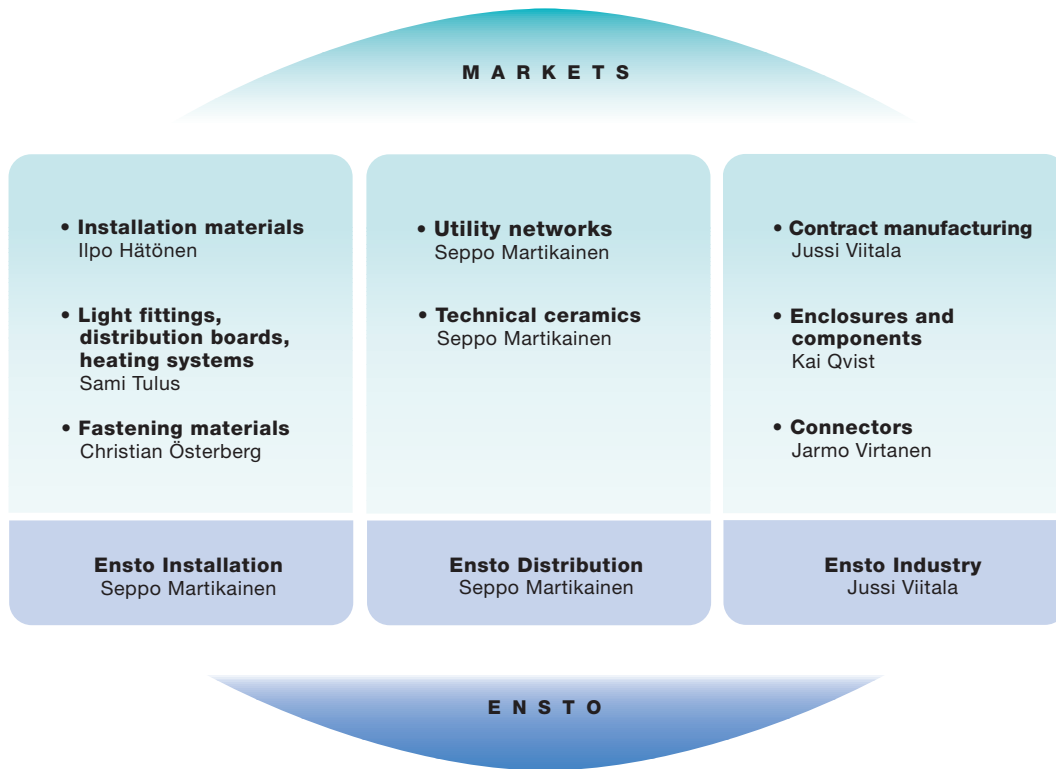 MARKETS
• Installation materials
Ilpo Hätönen
• Light fittings,
distribution boards,
heating systems
Sami Tulus
• Fastening materials
Christian Österberg
Ensto Installation
Seppo Martikainen
• Utility networks
Seppo Martikainen
• Technical ceramics
Seppo Martikainen
Ensto Distribution
Seppo Martikainen
• Contract manufacturing
Jussi Viitala
• Enclosures and
components
Kai Qvist
• Connectors
Jarmo Virtanen
Ensto Industry
Jussi Viitala
ENSTO